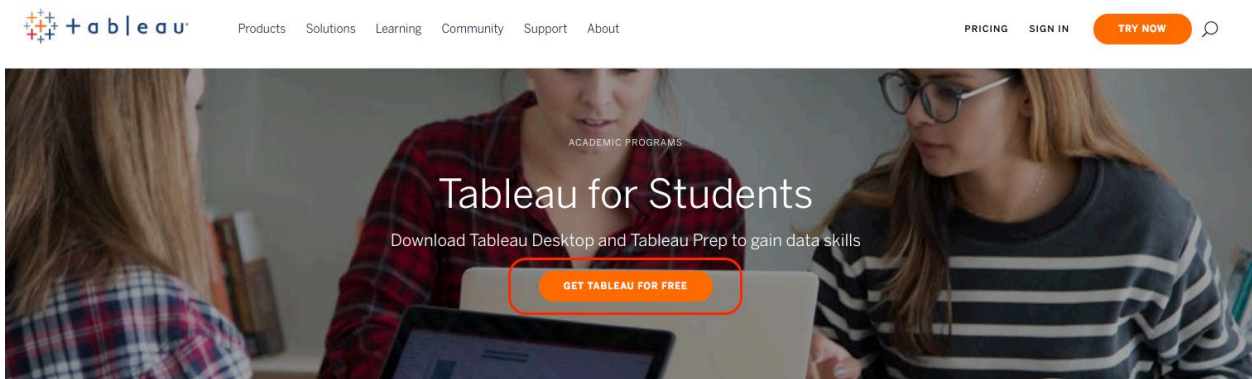 + a b | e a u
Products Solutions Learning Community Support About
PRICING SIGN IN TRY NOW
ACADEMIC PROGRAMS
Tableau for Students
Download Tableau Desktop and Tableau Prep to gain data skills
GET TABLEAU FOR FREE